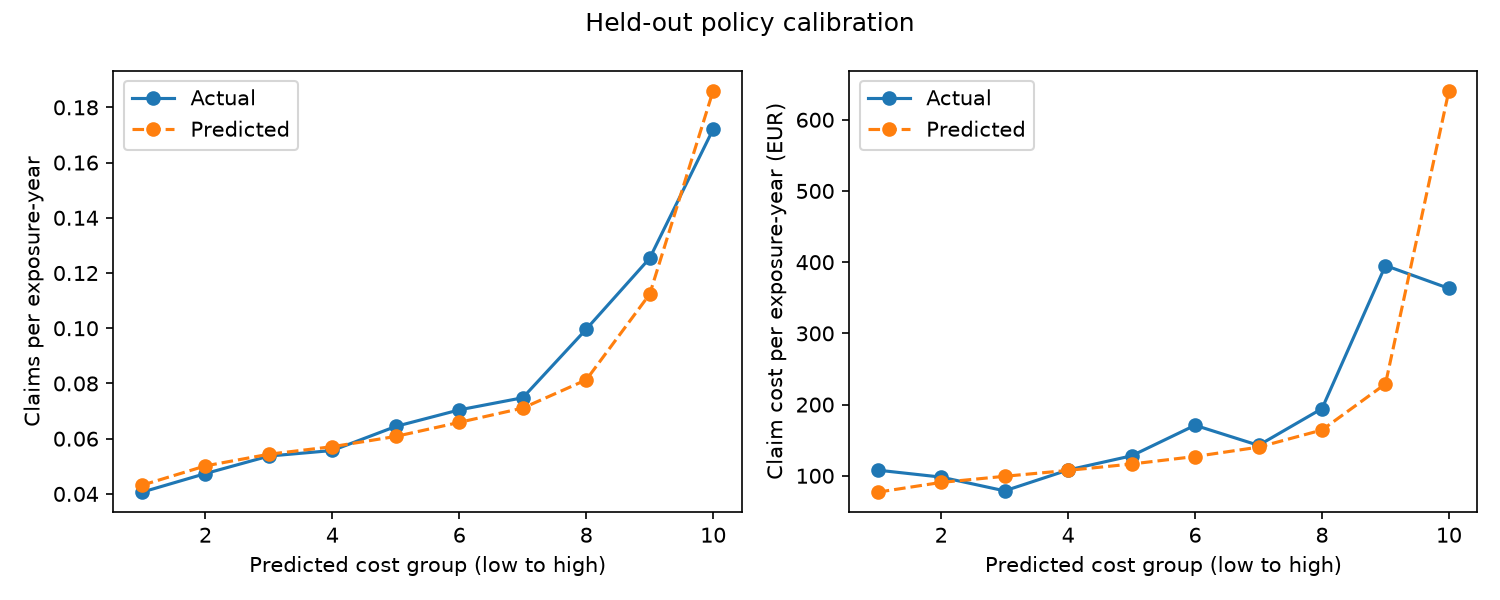 Held-out policy calibration
Claims per exposure-year
0.18
0.16
0.14
0.12
0.10
0.08
0.06
0.04
Actual
Predicted
2 4 6 8 10
Predicted cost group (low to high)
Claim cost per exposure-year (EUR)
600
500
400
300
200
100
Actual
Predicted
2 4 6 8 10
Predicted cost group (low to high)